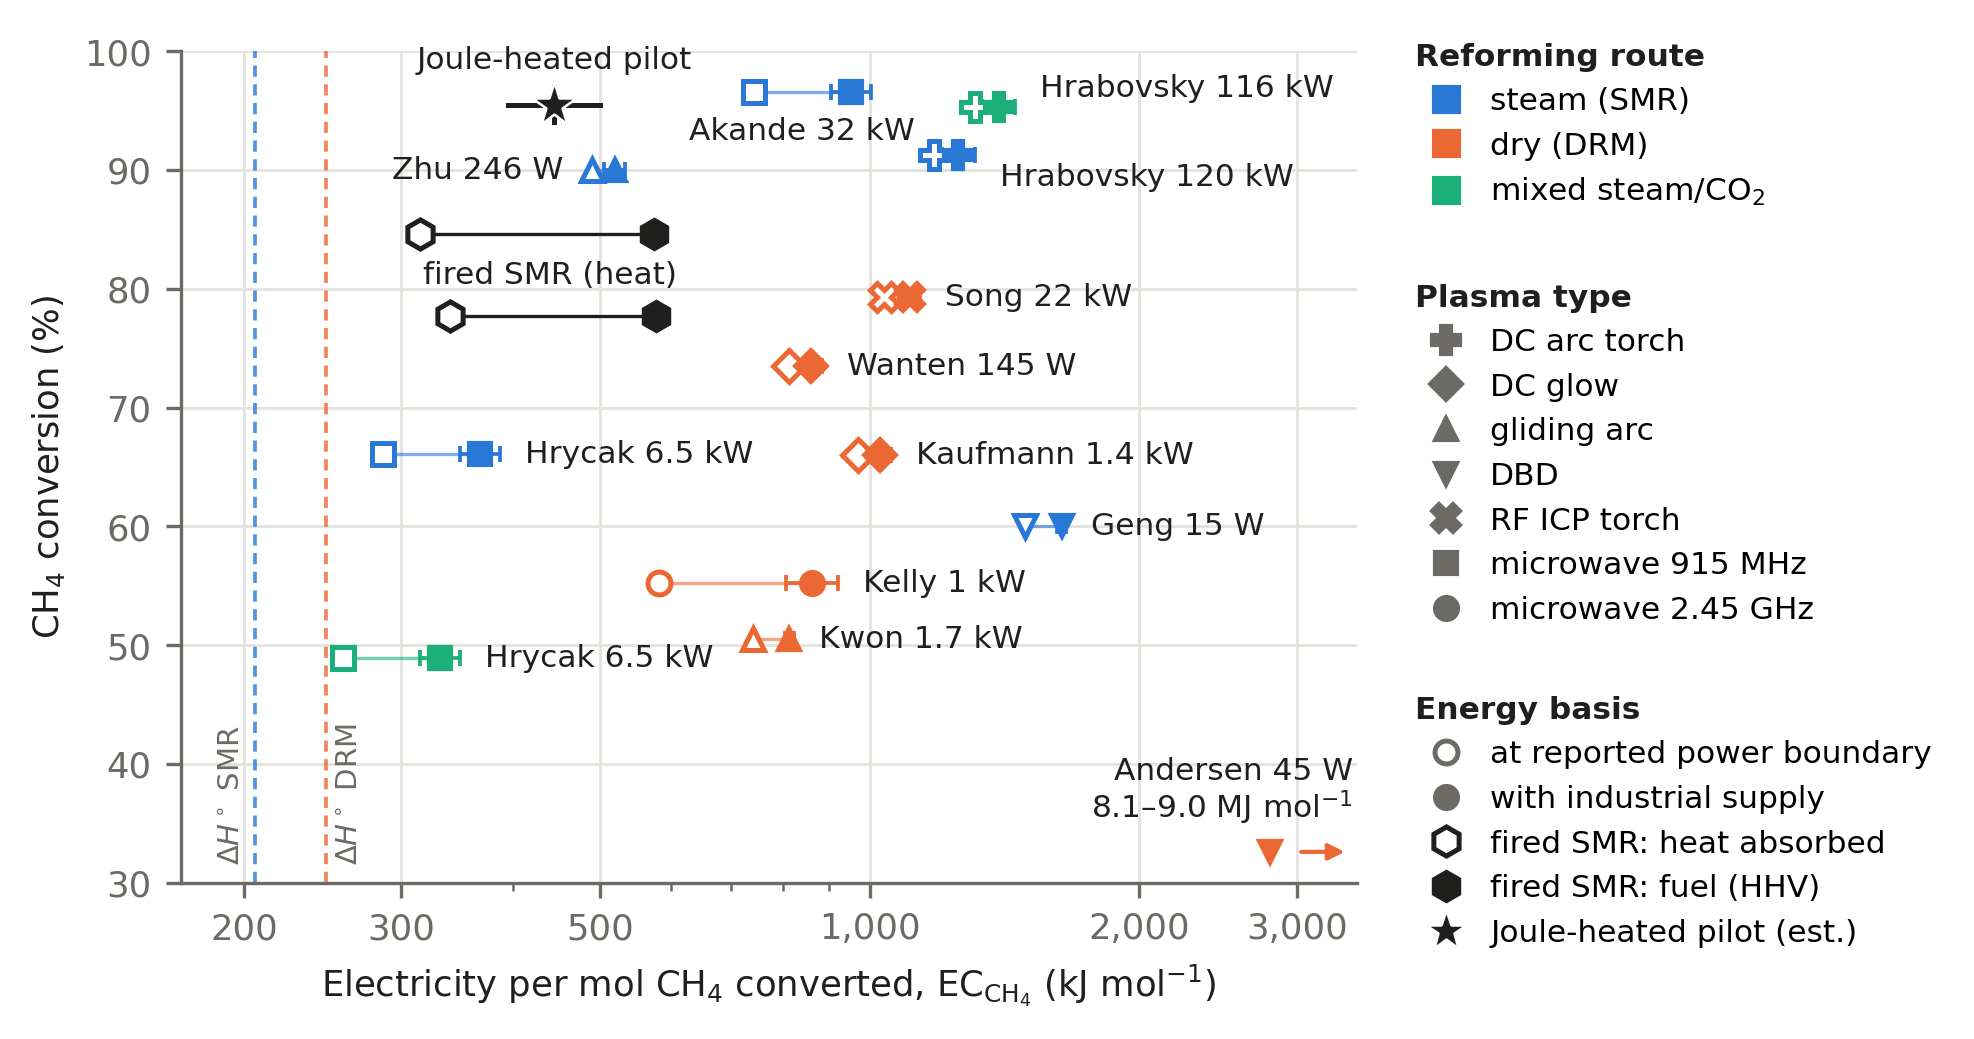 Joule-heated pilot
Hrabovsky 116 kW
Akande 32 kW
Zhu 246 W
Hrabovsky 120 kW
fired SMR (heat)
Song 22 kW
Wanten 145 W
Hrycak 6.5 kW
Kaufmann 1.4 kW
Geng 15 W
Kelly 1 kW
Kwon 1.7 kW
Hrycak 6.5 kW
Andersen 45 W
8.1–9.0 MJ mol⁻¹
ΔH° SMR
ΔH° DRM
CH₄ conversion (%)
100
90
80
70
60
50
40
30
200
300
500
1,000
2,000
3,000
Electricity per mol CH₄ converted, EC_CH₄ (kJ mol⁻¹)
Reforming route
steam (SMR)
dry (DRM)
mixed steam/CO₂
Plasma type
DC arc torch
DC glow
gliding arc
DBD
RF ICP torch
microwave 915 MHz
microwave 2.45 GHz
Energy basis
at reported power boundary
with industrial supply
fired SMR: heat absorbed
fired SMR: fuel (HHV)
Joule-heated pilot (est.)